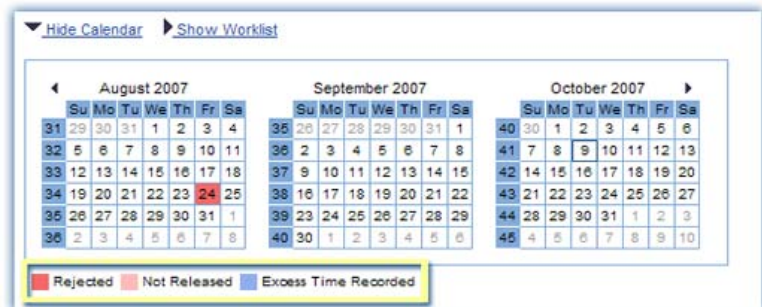 Hide Calendar Show Worklist
August 2007 September 2007 October 2007
Su Mo Tu We Th Fr Sa Su Mo Tu We Th Fr Sa Su Mo Tu We Th Fr Sa
31 29 30 31 1 2 3 4 35 26 27 28 29 30 31 1 40 30 1 2 3 4 5 6
32 5 6 7 8 9 10 11 36 2 3 4 5 6 7 8 41 7 8 9 10 11 12 13
33 12 13 14 15 16 17 18 37 9 10 11 12 13 14 15 42 14 15 16 17 18 19 20
34 19 20 21 22 23 24 25 38 16 17 18 19 20 21 22 43 21 22 23 24 25 26 27
35 26 27 28 29 30 31 1 39 23 24 25 26 27 28 29 44 28 29 30 31 1 2 3
36 2 3 4 5 6 7 8 40 30 1 2 3 4 5 6 45 4 5 6 7 8 9 10
Rejected Not Released Excess Time Recorded